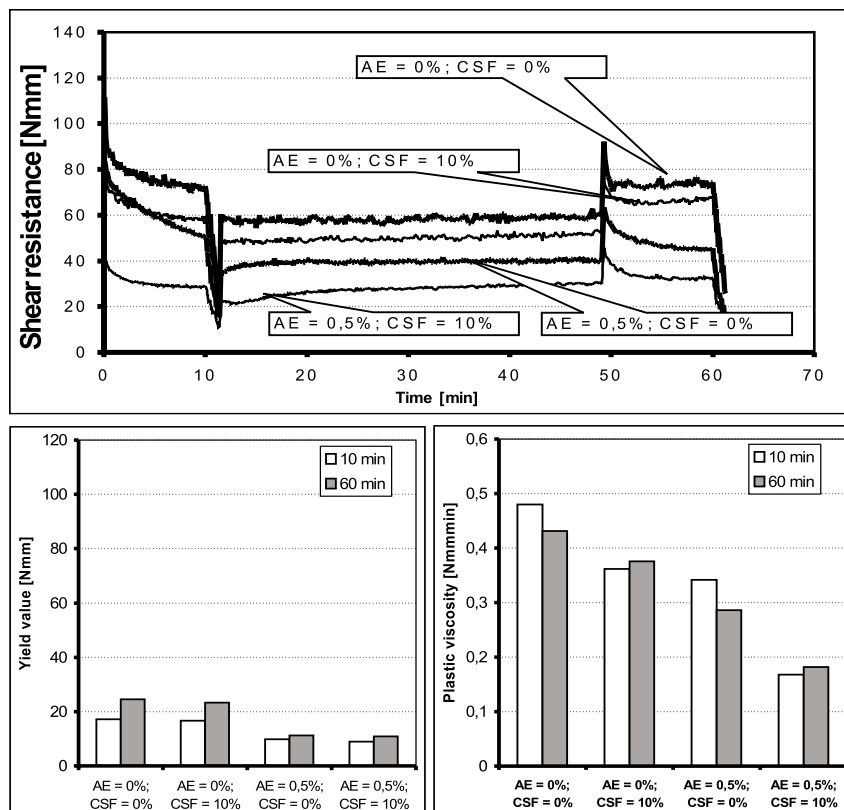 140
120
100
80
60
40
20
0
Shear resistance [Nmm]
AE = 0%; CSF = 0%
AE = 0%; CSF = 10%
AE = 0,5%; CSF = 10%
AE = 0,5%; CSF = 0%
0 10 20 30 40 50 60 70
Time [min]
120
100
80
60
40
20
0
Yield value [Nmm]
10 min
60 min
AE = 0%; AE = 0%; AE = 0,5%; AE = 0,5%;
CSF = 0% CSF = 10% CSF = 0% CSF = 10%
0,6
0,5
0,4
0,3
0,2
0,1
0
Plastic viscosity [Nmmmin]
10 min
60 min
AE = 0%; AE = 0%; AE = 0,5%; AE = 0,5%;
CSF = 0% CSF = 10% CSF = 0% CSF = 10%